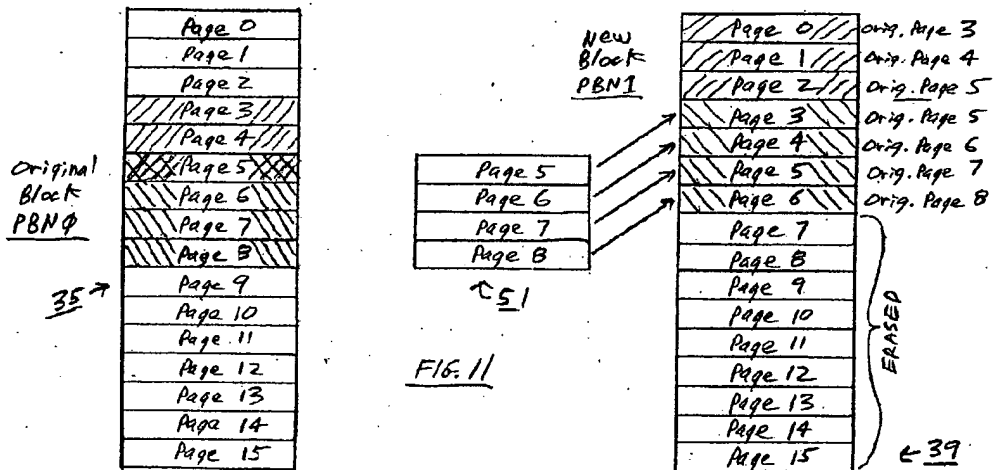 Page 0
Page 1
Page 2
Page 3
Page 4
Page 5
Page 6
Page 7
Page 8
Page 9
Page 10
Page 11
Page 12
Page 13
Page 14
Page 15
Original
Block
PBN0
35
Page 5
Page 6
Page 7
Page 8
51
FIG. 11
New
Block
PBN1
Page 0 Orig. Page 3
Page 1 Orig. Page 4
Page 2 Orig. Page 5
Page 3 Orig. Page 5
Page 4 Orig. Page 6
Page 5 Orig. Page 7
Page 6 Orig. Page 8
Page 7
Page 8
Page 9
Page 10
Page 11
Page 12
Page 13
Page 14
Page 15
ERASED
39